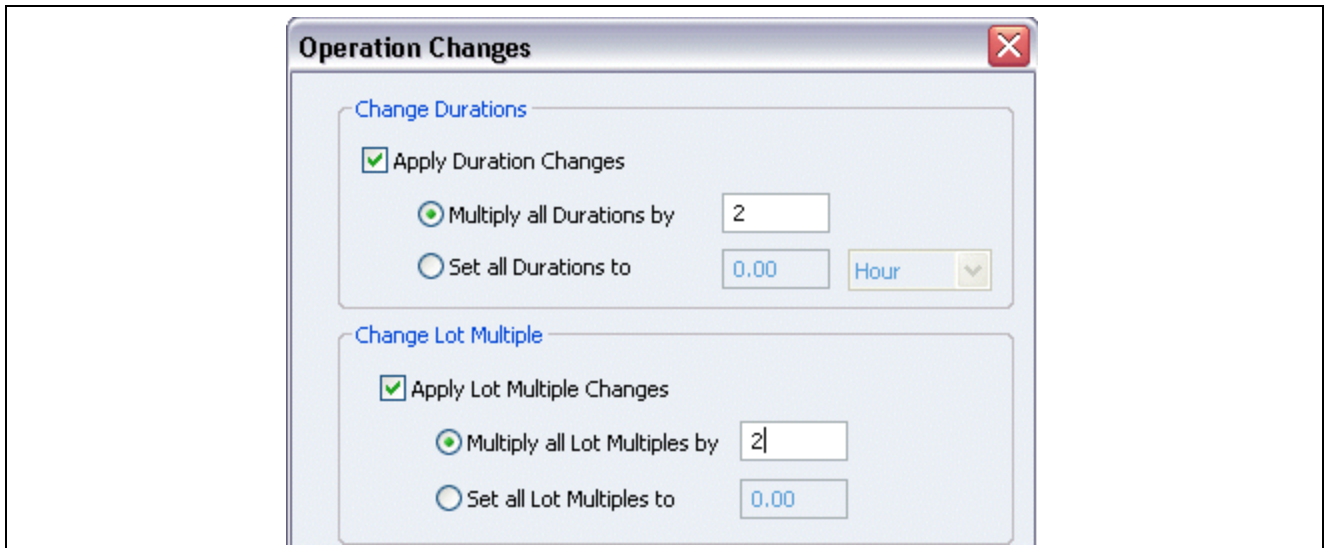 Operation Changes
Change Durations
Apply Duration Changes
Multiply all Durations by 2
Set all Durations to 0.00 Hour
Change Lot Multiple
Apply Lot Multiple Changes
Multiply all Lot Multiples by 2
Set all Lot Multiples to 0.00